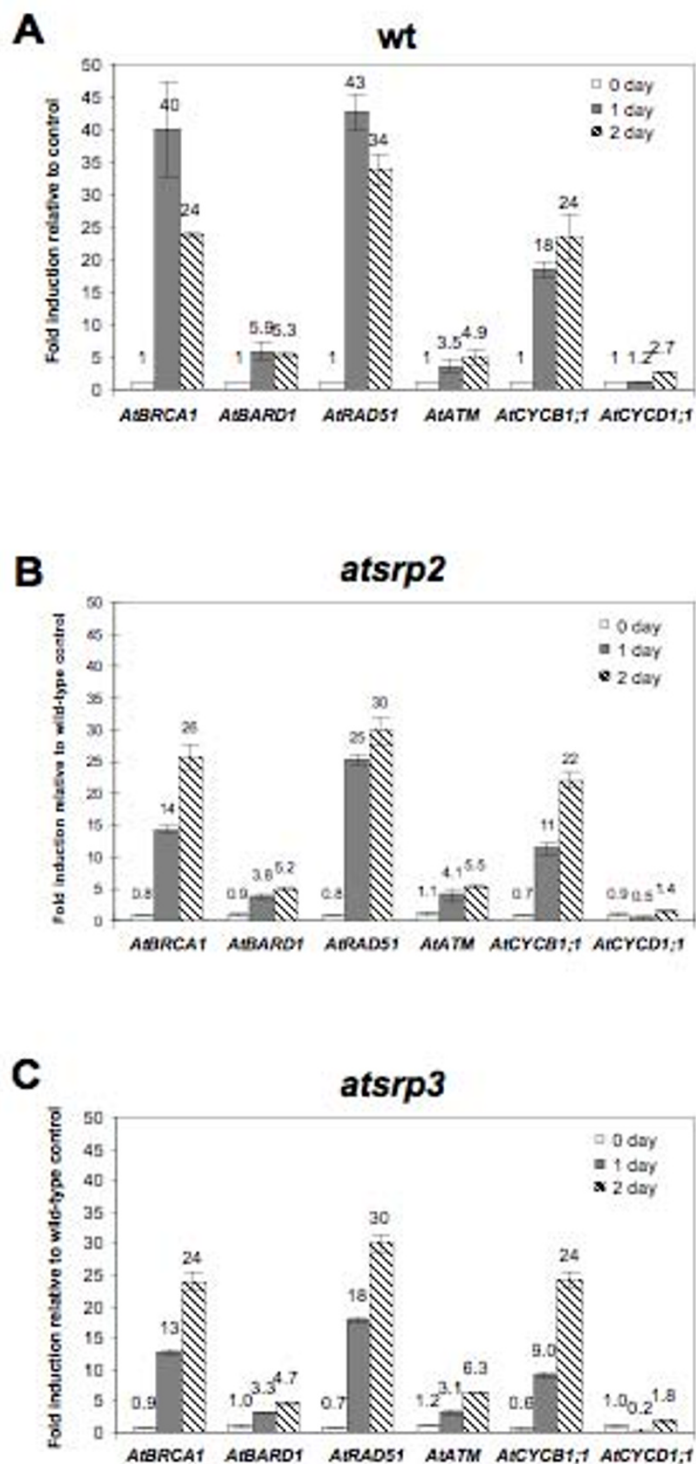 A
wt
Fold induction relative to control
50
45
40
35
30
25
20
15
10
5
0
0 day
1 day
2 day
1 40 24
1 5.9 5.3
1 43 34
1 3.5 4.9
1 18 24
1 1.2 2.7
AtBRCA1 AtBARD1 AtRAD51 AtATM AtCYCB1;1 AtCYCD1;1
B
atsrp2
Fold induction relative to wild-type control
50
45
40
35
30
25
20
15
10
5
0
0 day
1 day
2 day
0.8 14 26
0.9 3.8 5.2
0.8 25 30
1.1 4.1 5.5
0.7 11 22
0.9 0.5 1.4
AtBRCA1 AtBARD1 AtRAD51 AtATM AtCYCB1;1 AtCYCD1;1
C
atsrp3
Fold induction relative to wild-type control
50
45
40
35
30
25
20
15
10
5
0
0 day
1 day
2 day
0.9 13 24
1.0 3.3 4.7
0.7 18 30
1.2 3.1 6.3
0.6 9.0 24
1.0 0.2 1.8
AtBRCA1 AtBARD1 AtRAD51 AtATM AtCYCB1;1 AtCYCD1;1